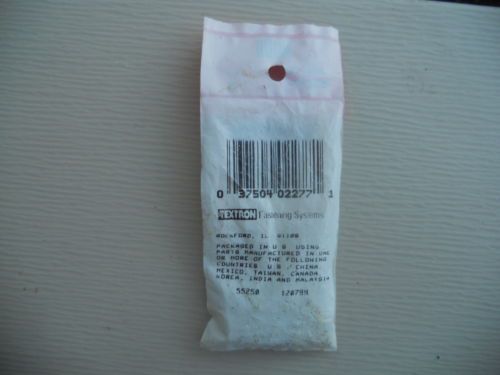 0 37504 02277 1
TEXTRON Fastening Systems
ROCKFORD, IL 61108
PACKAGED IN U S USING
PARTS MANUFACTURED IN ONE
OR MORE OF THE FOLLOWING
COUNTRIES U S , CHINA,
MEXICO, TAIWAN, CANADA,
KOREA, INDIA AND MALAYSIA
55250